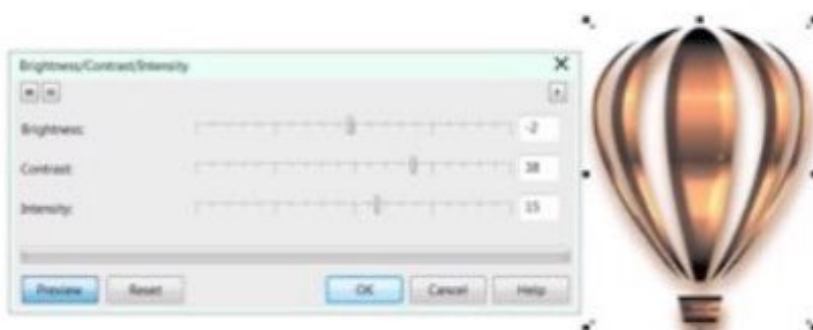 Brightness/Contrast/Intensity
Brightness: -2
Contrast: 38
Intensity: 15
Preview Reset OK Cancel Help